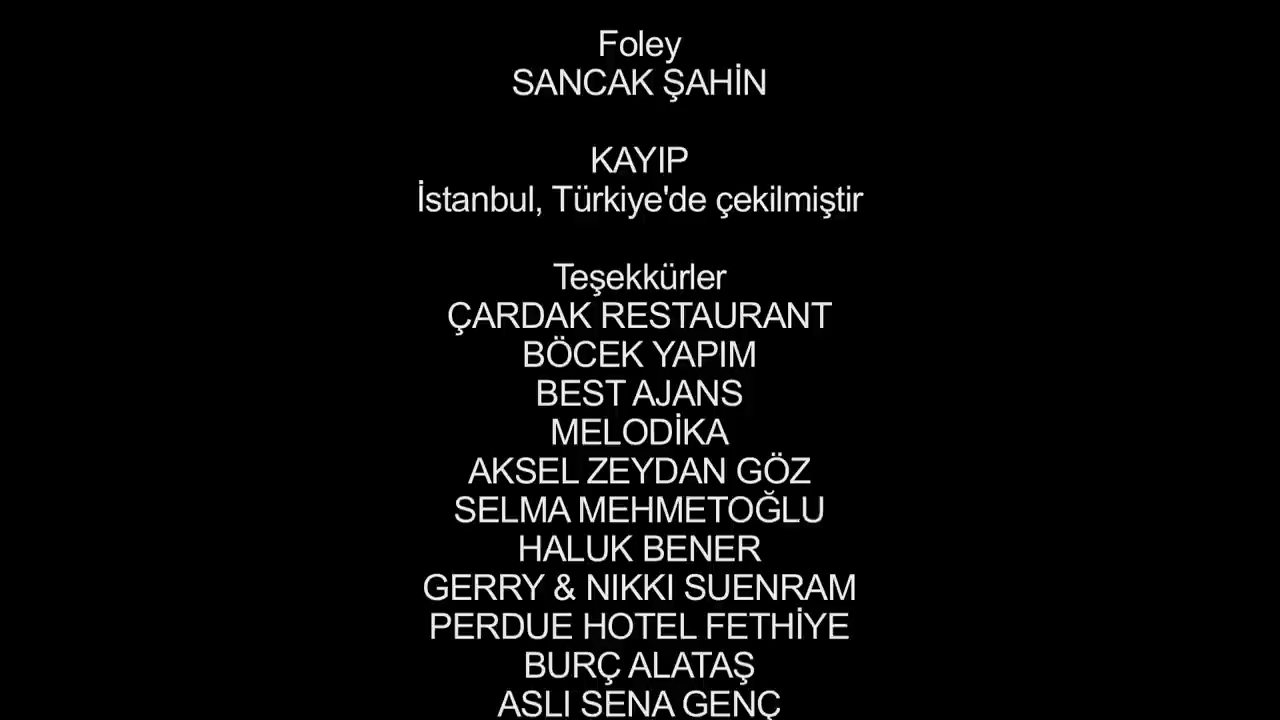 Foley
SANCAK ŞAHİN
KAYIP
İstanbul, Türkiye'de çekilmiştir
Teşekkürler
ÇARDAK RESTAURANT
BÖCEK YAPIM
BEST AJANS
MELODİKA
AKSEL ZEYDAN GÖZ
SELMA MEHMETOĞLU
HALUK BENER
GERRY & NIKKI SUENRAM
PERDUE HOTEL FETHİYE
BURÇ ALATAŞ
ASLI SENA GENÇ